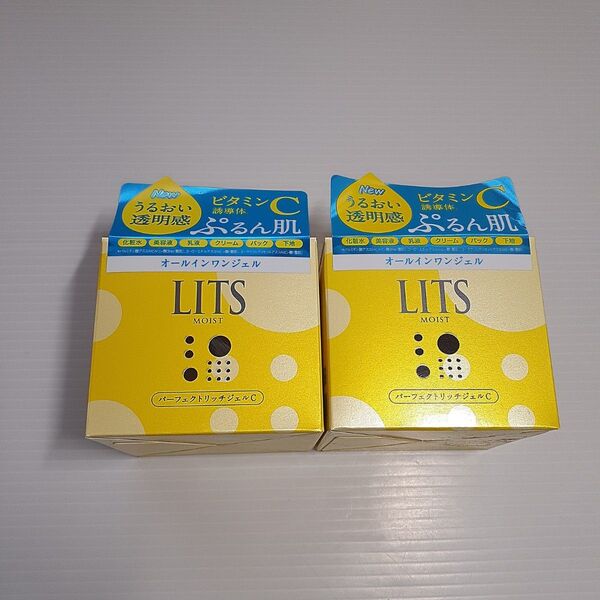 New
うるおい
透明感
ビタミンC
誘導体
ぷるん肌
化粧水 美容液 乳液 クリーム パック 下地
オールインワンジェル
LITS
MOIST
パーフェクトリッチジェルC
New
うるおい
透明感
ビタミンC
誘導体
ぷるん肌
化粧水 美容液 乳液 クリーム パック 下地
オールインワンジェル
LITS
MOIST
パーフェクトリッチジェルC